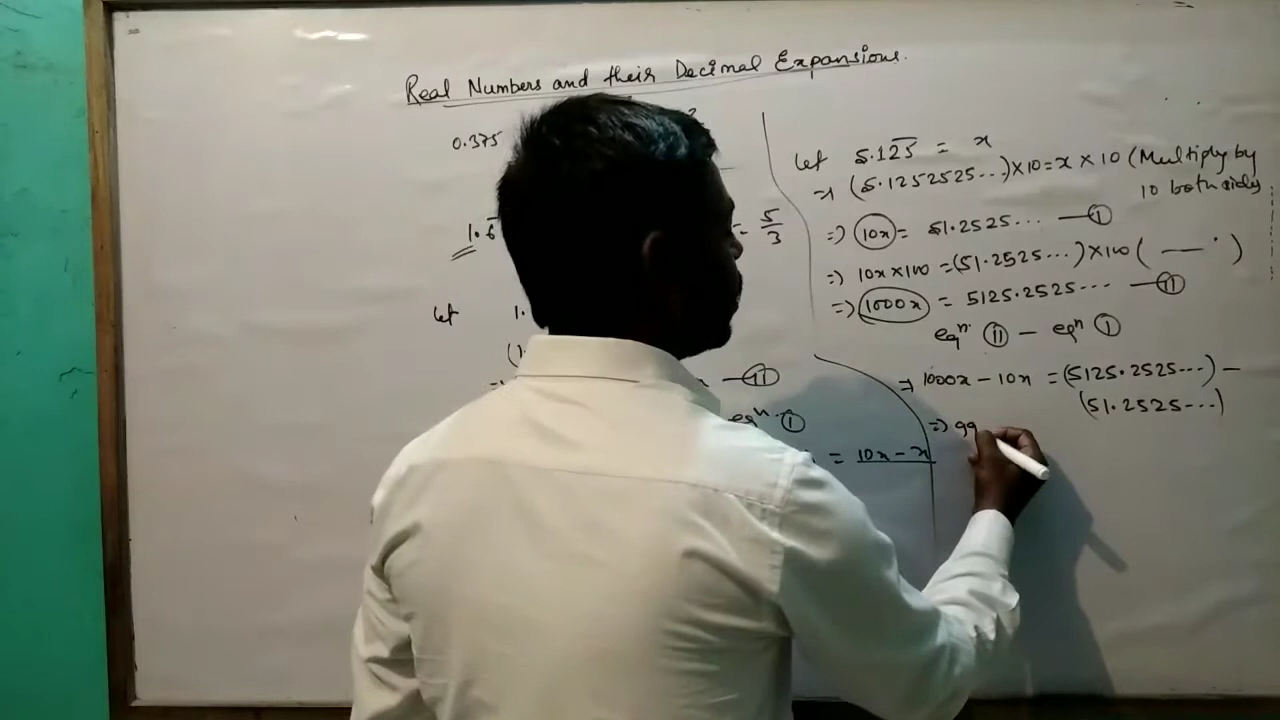 Real Numbers and their Decimal Expansions.
0.375
1.6̅
= 5/3
Let 1.
(1.
—(II)
eqⁿ. (I)
= 10x - x
Let 5.12̅5̅ = x
⇒ (5.1252525...)×10 = x × 10 (Multiply by
10 both sides
⇒ 10x = 51.2525... —(I)
⇒ 10x×100 = (51.2525...)×100 ( — " )
⇒ 1000x = 5125.2525... —(II)
eqⁿ. (II) - eqⁿ (I)
⇒ 1000x - 10x = (5125.2525...) -
(51.2525...)
⇒ 99